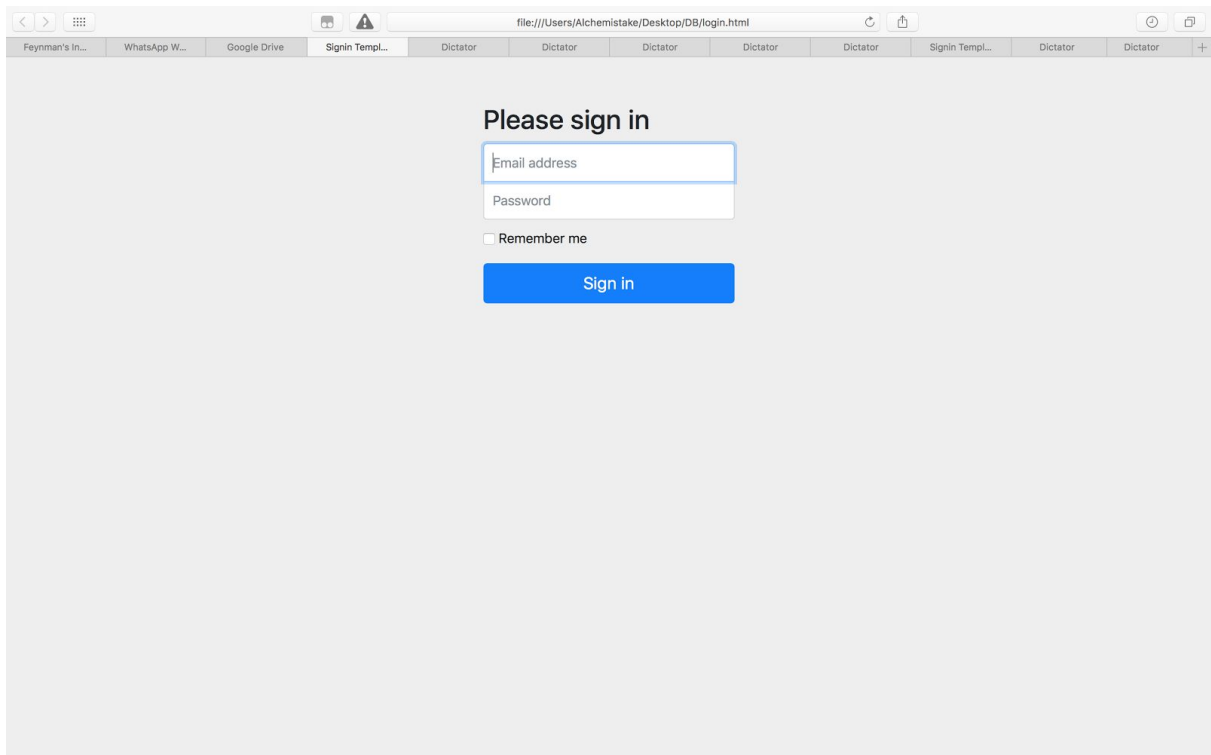 file:///Users/Alchemistake/Desktop/DB/login.html
Feynman's In... WhatsApp W... Google Drive Signin Templ... Dictator Dictator Dictator Dictator Dictator Signin Templ... Dictator Dictator
Please sign in
Email address
Password
Remember me
Sign in